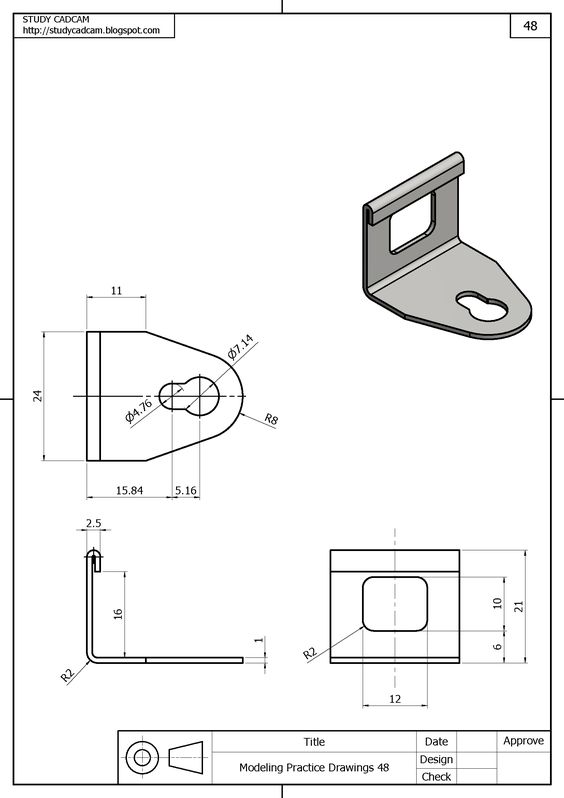 STUDY CADCAM
http://studycadcam.blogspot.com
48
11
Ø7.14
24
Ø4.76
R8
15.84
5.16
2.5
16
1
R2
10
21
6
R2
12
Title
Date
Approve
Modeling Practice Drawings 48
Design
Check